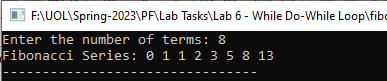 F:\UOL\Spring-2023\PF\Lab Tasks\Lab 6 - While Do-While Loop\fibo
Enter the number of terms: 8
Fibonacci Series: 0 1 1 2 3 5 8 13
--------------------------------